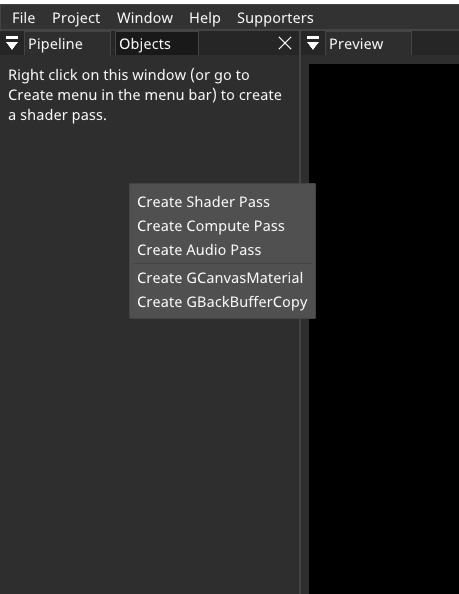 File Project Window Help Supporters
Pipeline Objects Preview
Right click on this window (or go to
Create menu in the menu bar) to create
a shader pass.
Create Shader Pass
Create Compute Pass
Create Audio Pass
Create GCanvasMaterial
Create GBackBufferCopy